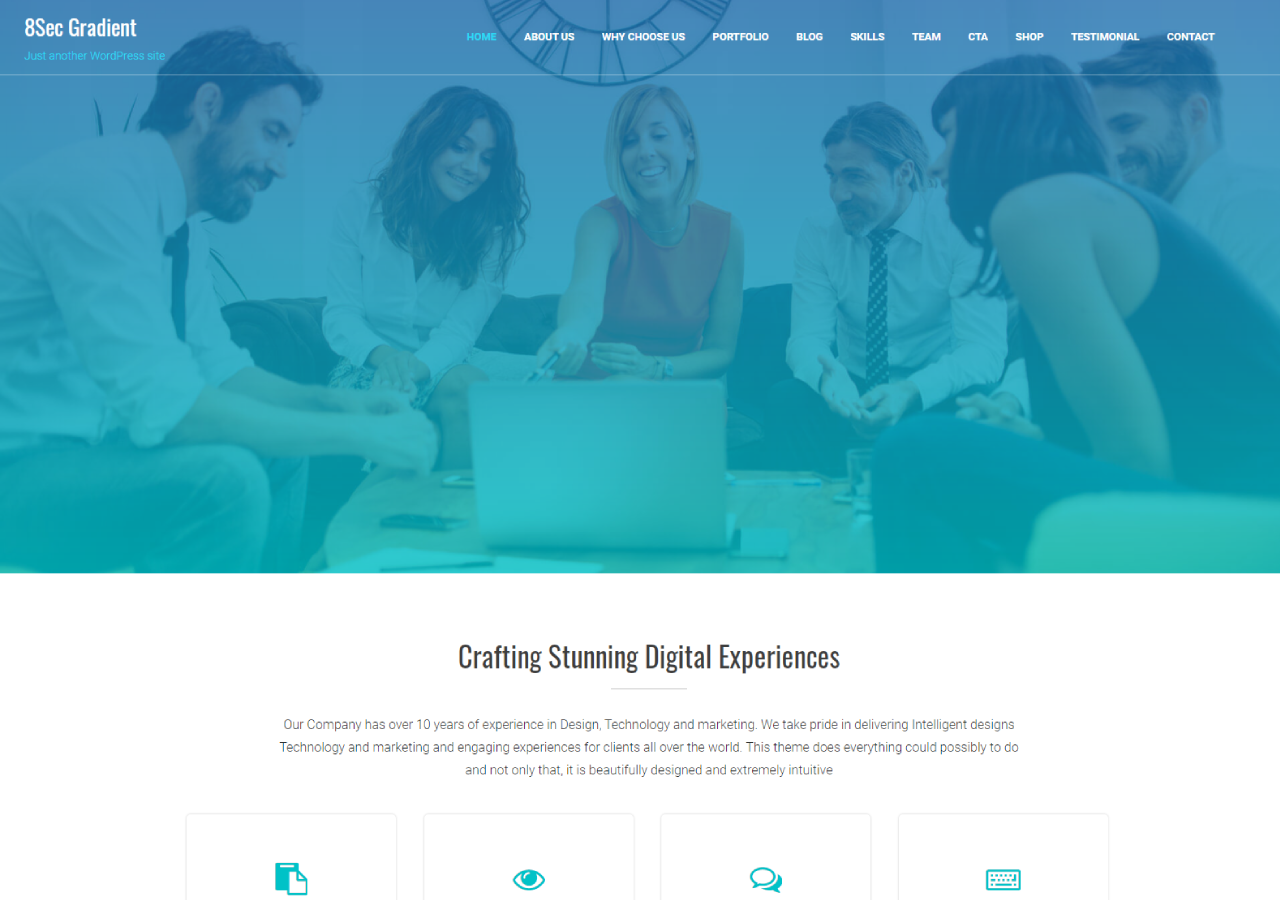 8Sec Gradient
Just another WordPress site
HOME ABOUT US WHY CHOOSE US PORTFOLIO BLOG SKILLS TEAM CTA SHOP TESTIMONIAL CONTACT
Crafting Stunning Digital Experiences
Our Company has over 10 years of experience in Design, Technology and marketing. We take pride in delivering Intelligent designs
Technology and marketing and engaging experiences for clients all over the world. This theme does everything could possibly to do
and not only that, it is beautifully designed and extremely intuitive